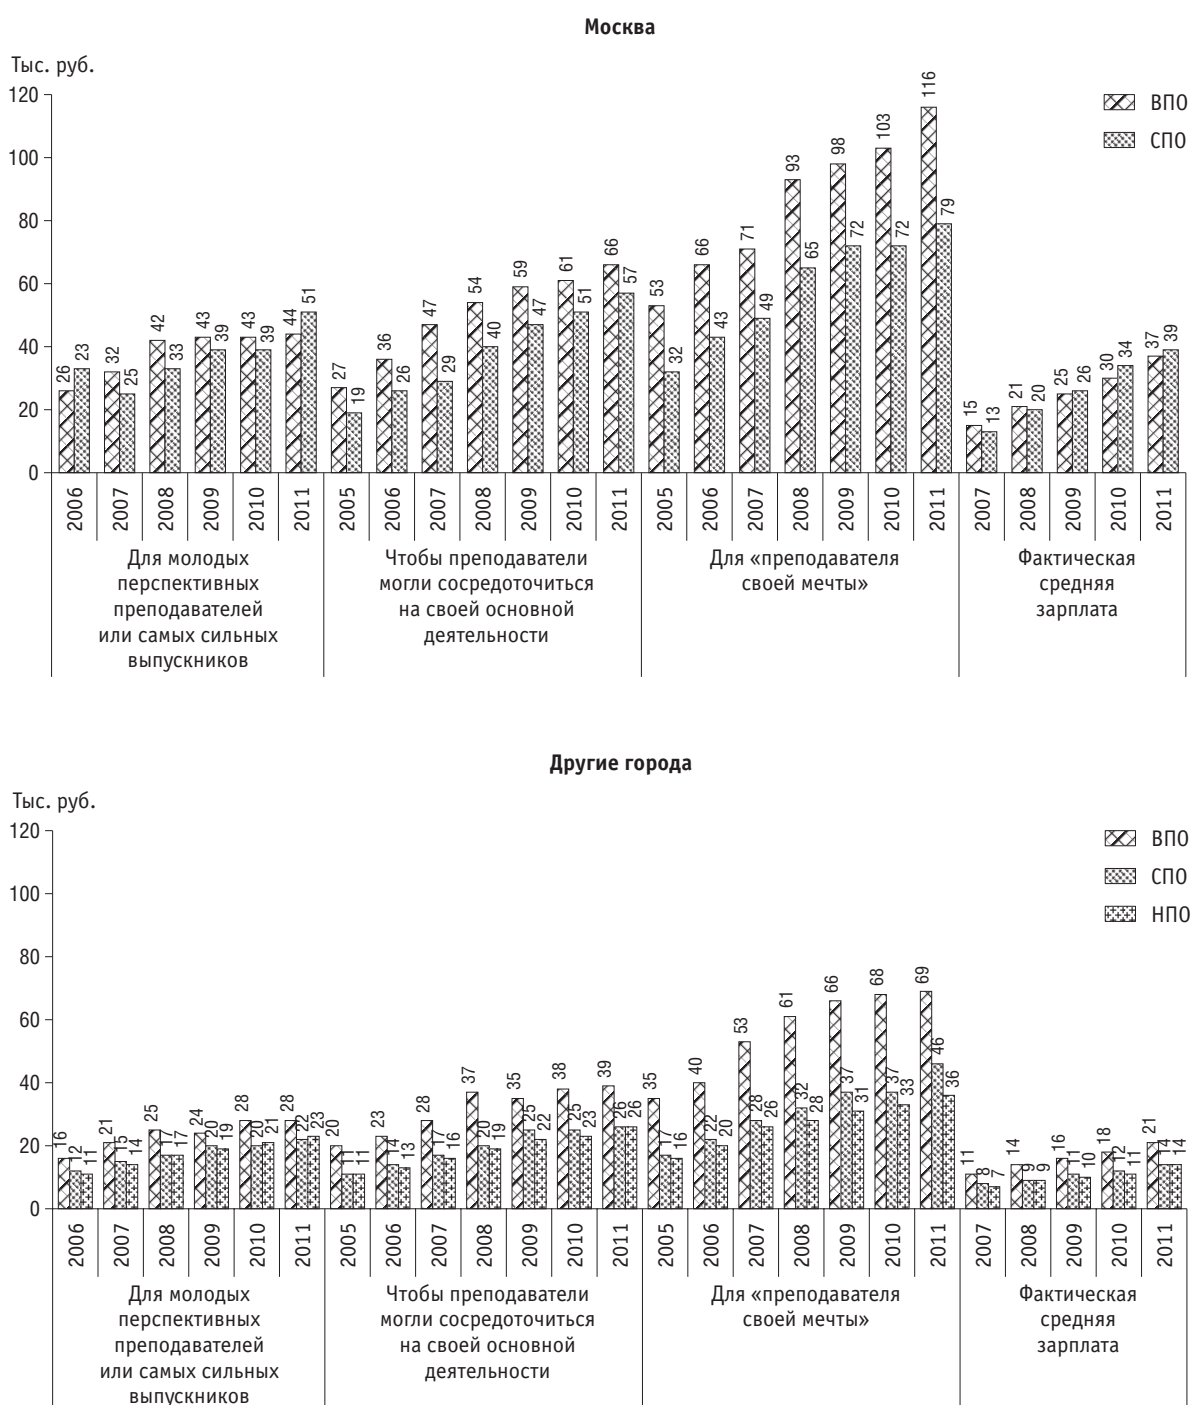 Москва
Тыс. руб.
120
100
80
60
40
20
0
ВПО
СПО
26 23 32 25 42 33 43 39 43 39 44 51
27 19 36 26 47 29 54 40 59 47 61 51 66 57
53 32 66 43 71 49 93 65 98 72 103 72 116 79
15 13 21 20 25 26 30 34 37 39
2006 2007 2008 2009 2010 2011 2005 2006 2007 2008 2009 2010 2011 2005 2006 2007 2008 2009 2010 2011 2007 2008 2009 2010 2011
Для молодых
перспективных
преподавателей
или самых сильных
выпускников
Чтобы преподаватели
могли сосредоточиться
на своей основной
деятельности
Для «преподавателя
своей мечты»
Фактическая
средняя
зарплата
Другие города
Тыс. руб.
120
100
80
60
40
20
0
ВПО
СПО
НПО
16 12 11 21 15 14 25 17 17 24 20 19 28 20 21 28 22 23
20 11 11 23 14 13 28 17 16 37 20 19 35 25 22 38 25 23 39 26 26
35 17 16 40 22 20 53 28 26 61 32 28 66 37 31 68 37 33 69 46 36
11 8 7 14 9 9 16 11 10 18 12 11 21 14 14
2006 2007 2008 2009 2010 2011 2005 2006 2007 2008 2009 2010 2011 2005 2006 2007 2008 2009 2010 2011 2007 2008 2009 2010 2011
Для молодых
перспективных
преподавателей
или самых сильных
выпускников
Чтобы преподаватели
могли сосредоточиться
на своей основной
деятельности
Для «преподавателя
своей мечты»
Фактическая
средняя
зарплата